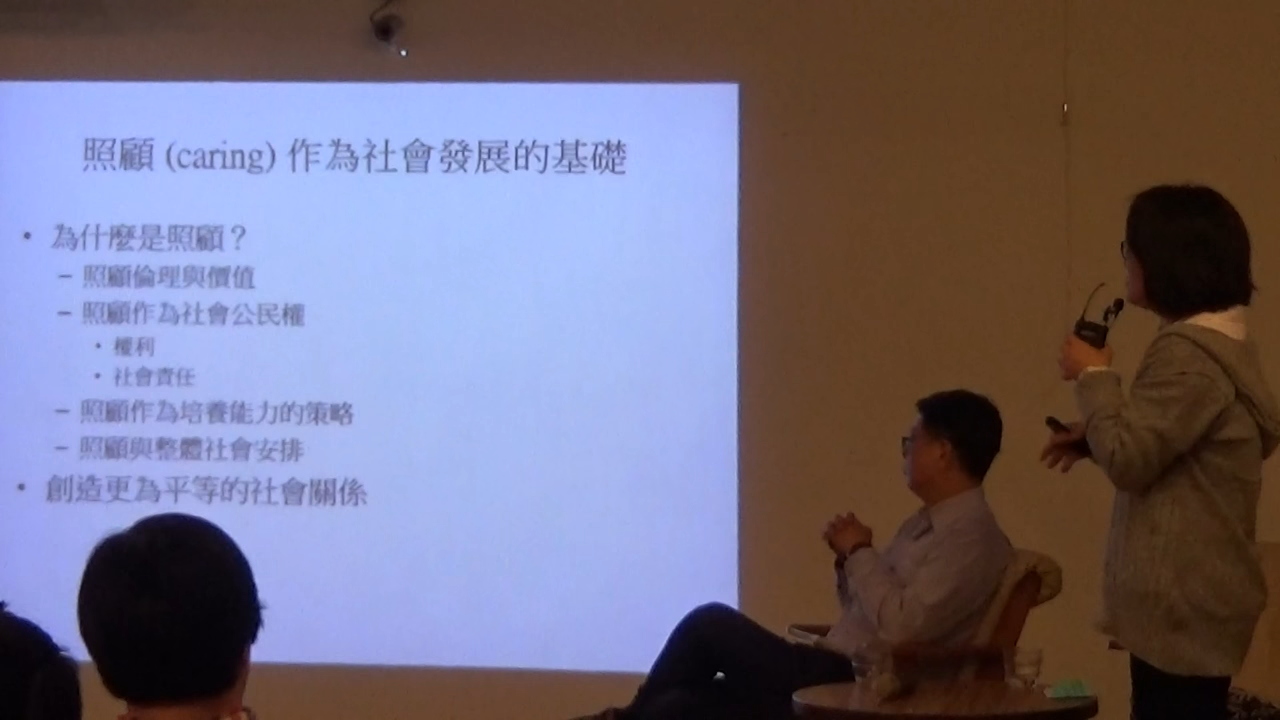 照顧 (caring) 作為社會發展的基礎
• 為什麼是照顧？
– 照顧倫理與價值
– 照顧作為社會公民權
• 權利
• 社會責任
– 照顧作為培養能力的策略
– 照顧與整體社會安排
• 創造更為平等的社會關係